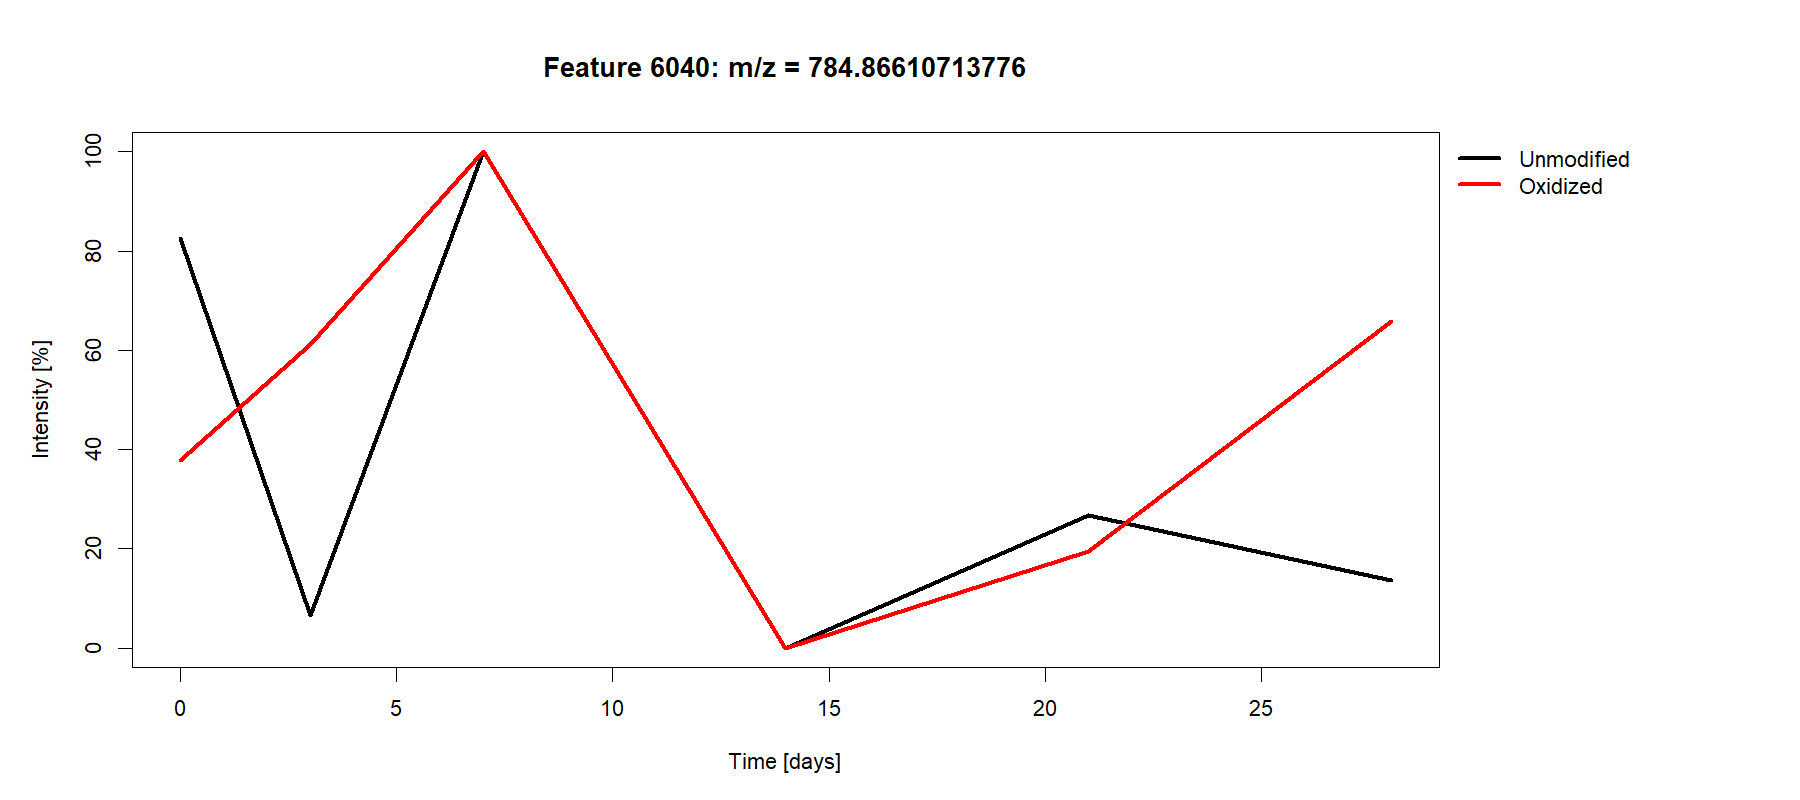 Feature 6040: m/z = 784.86610713776
Unmodified
Oxidized
Intensity [%]
100
80
60
40
20
0
0 5 10 15 20 25
Time [days]